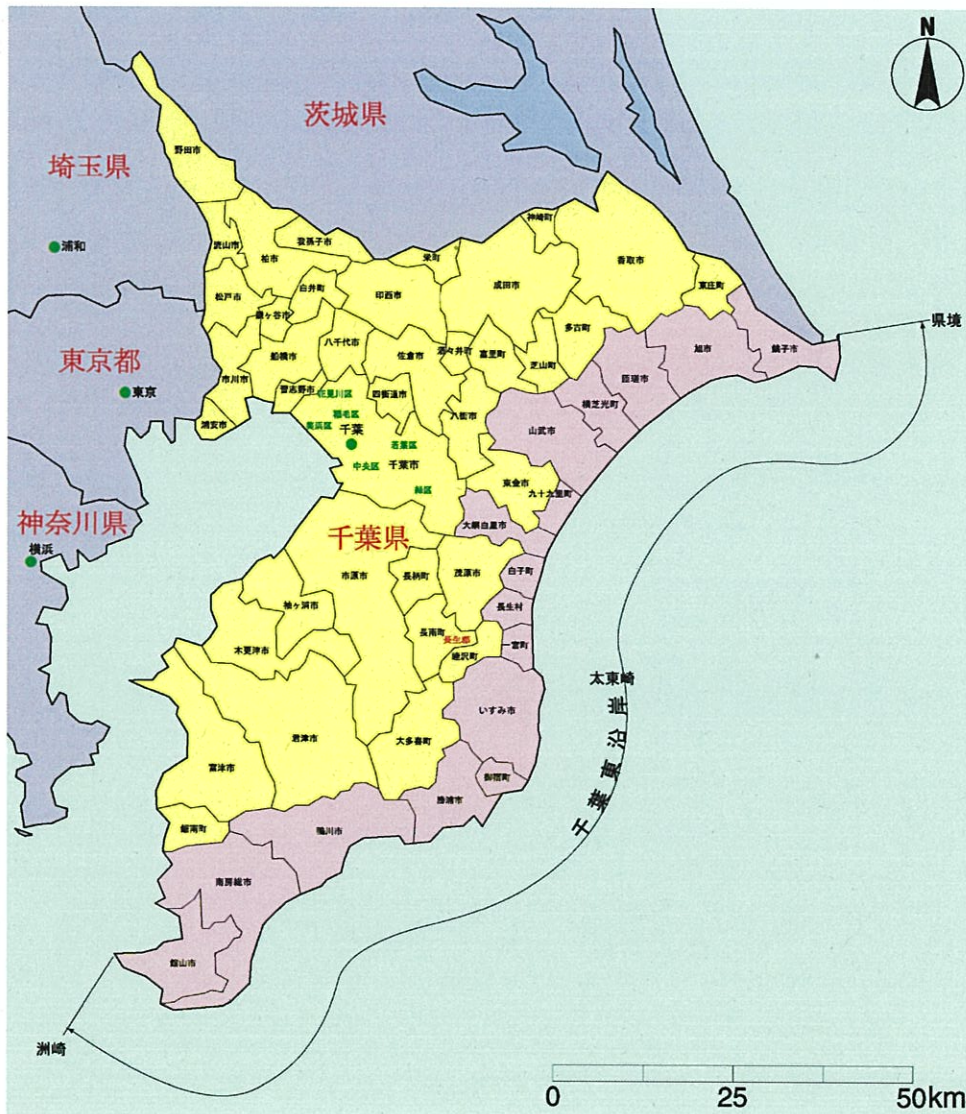 N
茨城県
埼玉県
浦和
東京都
東京
神奈川県
横浜
千葉県
野田市
流山市
柏市
我孫子市
松戸市
鎌ヶ谷市
白井町
印西市
栄町
成田市
神崎町
香取市
東庄町
多古町
芝山町
富里町
酒々井町
佐倉市
八千代市
船橋市
市川市
浦安市
習志野市
四街道市
八街市
花見川区
稲毛区
美浜区
千葉
若葉区
中央区
千葉市
緑区
銚子市
旭市
匝瑳市
横芝光町
山武市
東金市
九十九里町
大網白里市
白子町
茂原市
長柄町
長生村
長南町
長生郡
一宮町
睦沢町
市原市
袖ヶ浦市
木更津市
君津市
富津市
大多喜町
いすみ市
御宿町
勝浦市
鴨川市
鋸南町
南房総市
館山市
県境
太東崎
千葉東沿岸
洲崎
0 25 50km